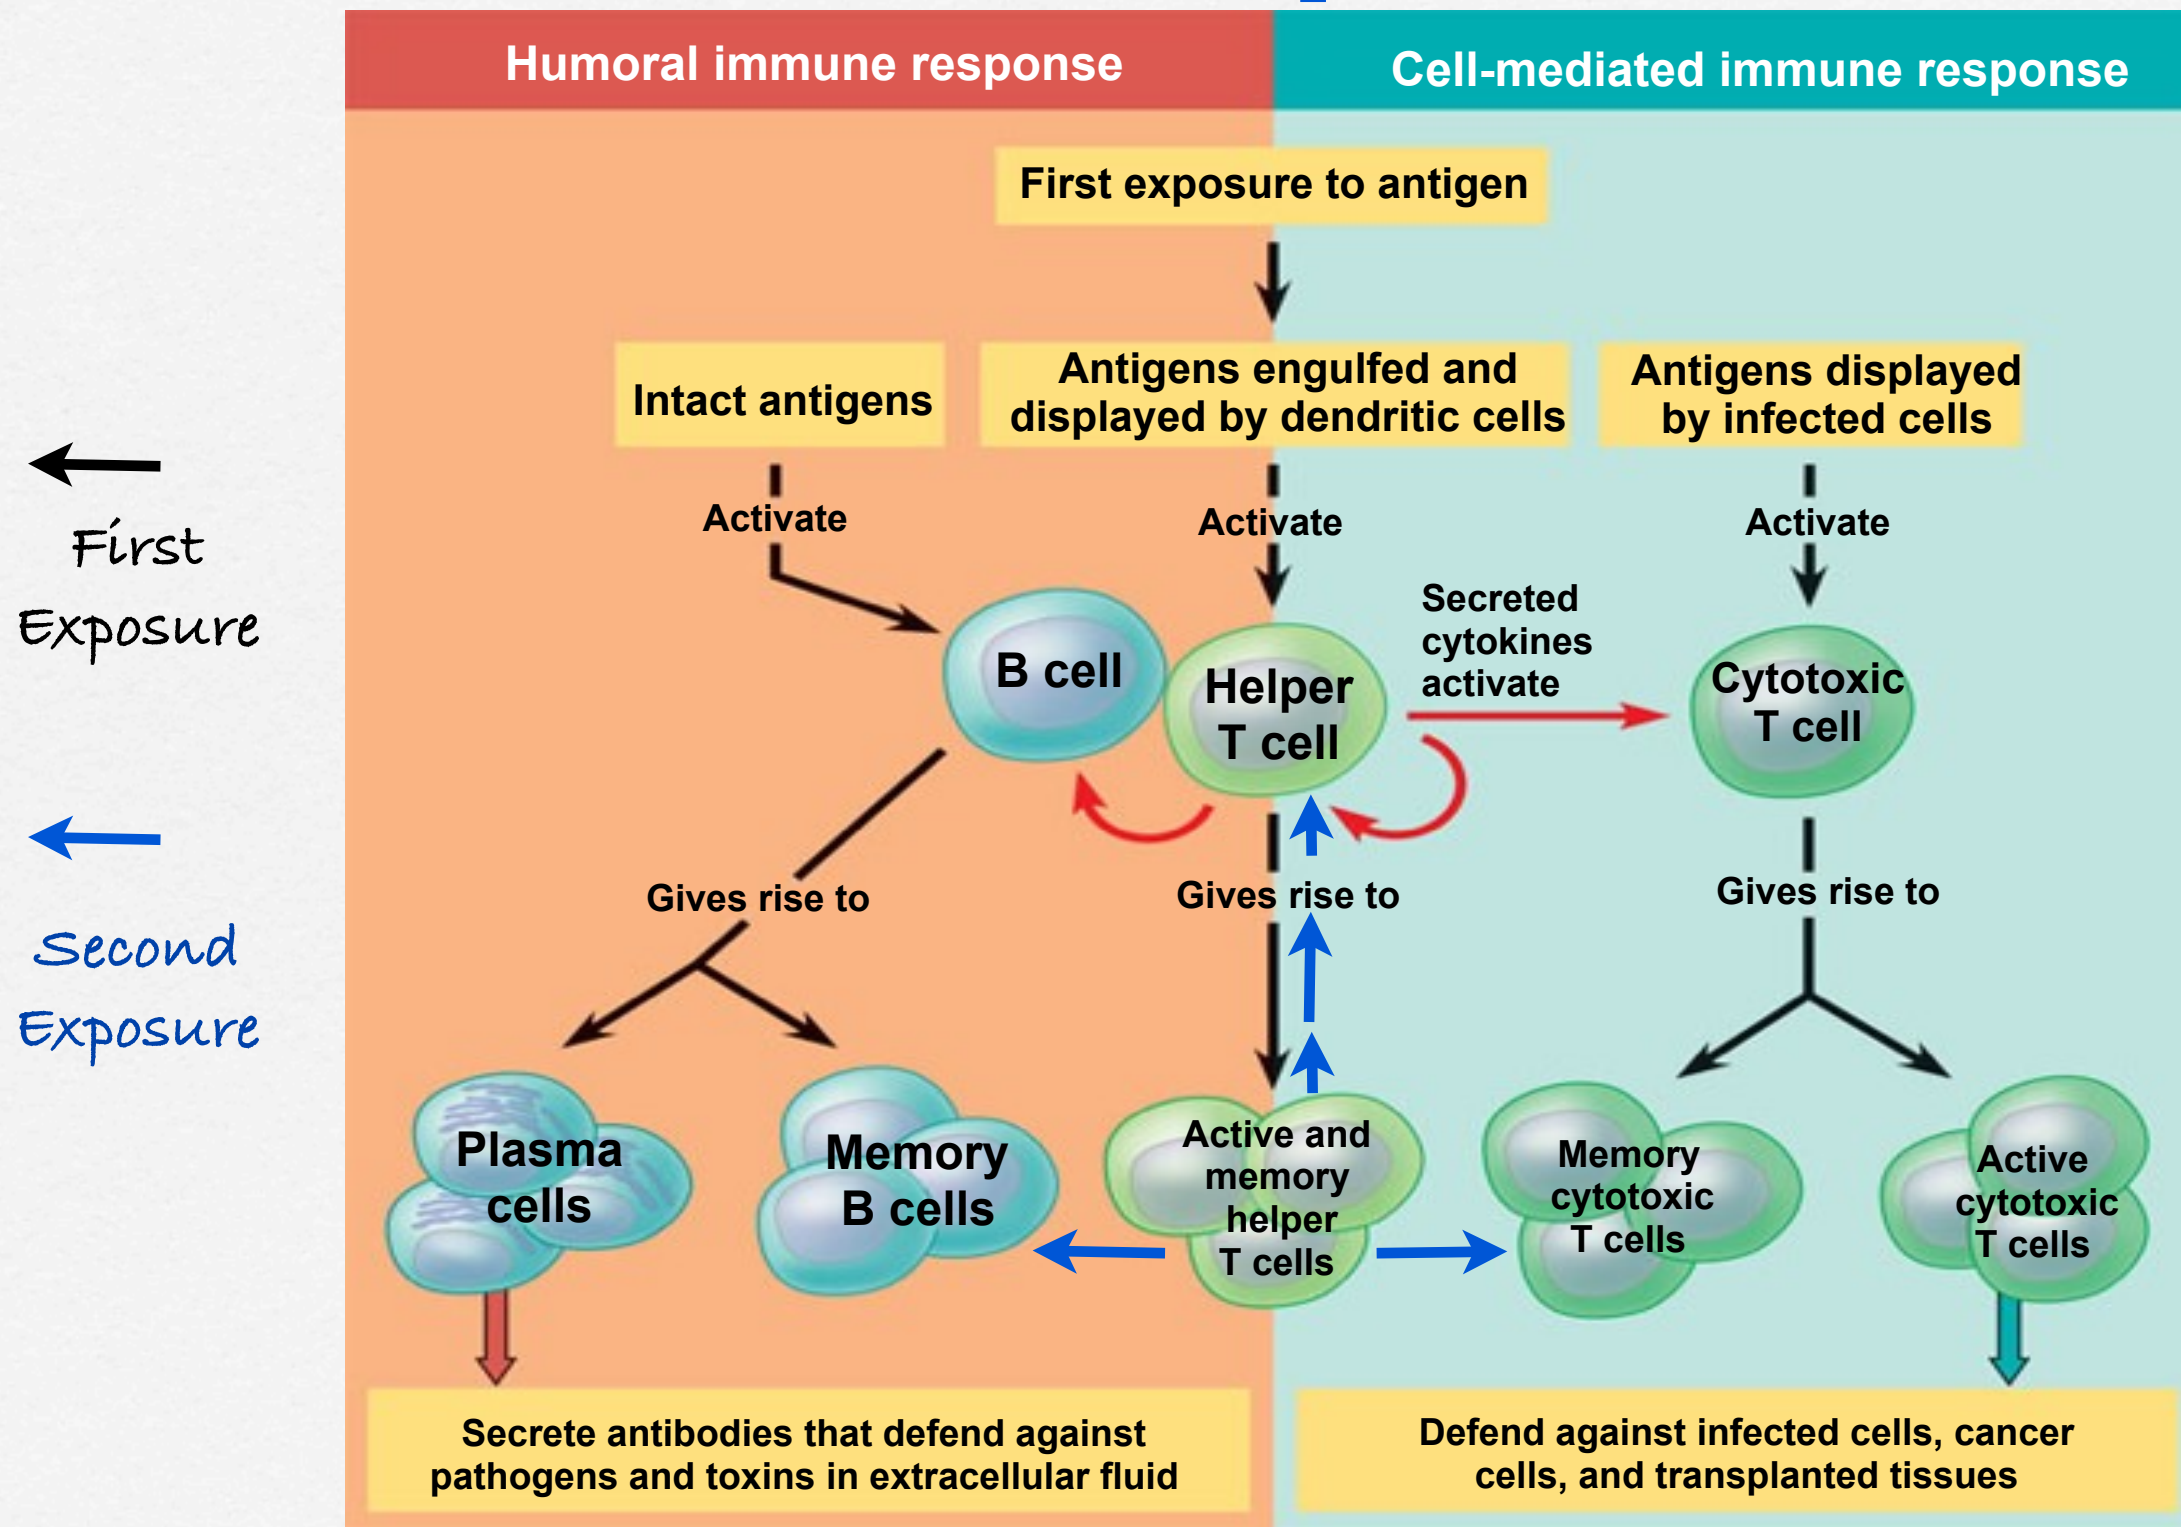 Humoral immune response
Cell-mediated immune response
First exposure to antigen
Intact antigens
Antigens engulfed and
displayed by dendritic cells
Antigens displayed
by infected cells
Activate
Activate
Activate
First
Exposure
B cell
Helper
T cell
Secreted
cytokines
activate
Cytotoxic
T cell
Second
Exposure
Gives rise to
Gives rise to
Gives rise to
Plasma
cells
Memory
B cells
Active and
memory
helper
T cells
Memory
cytotoxic
T cells
Active
cytotoxic
T cells
Secrete antibodies that defend against
pathogens and toxins in extracellular fluid
Defend against infected cells, cancer
cells, and transplanted tissues